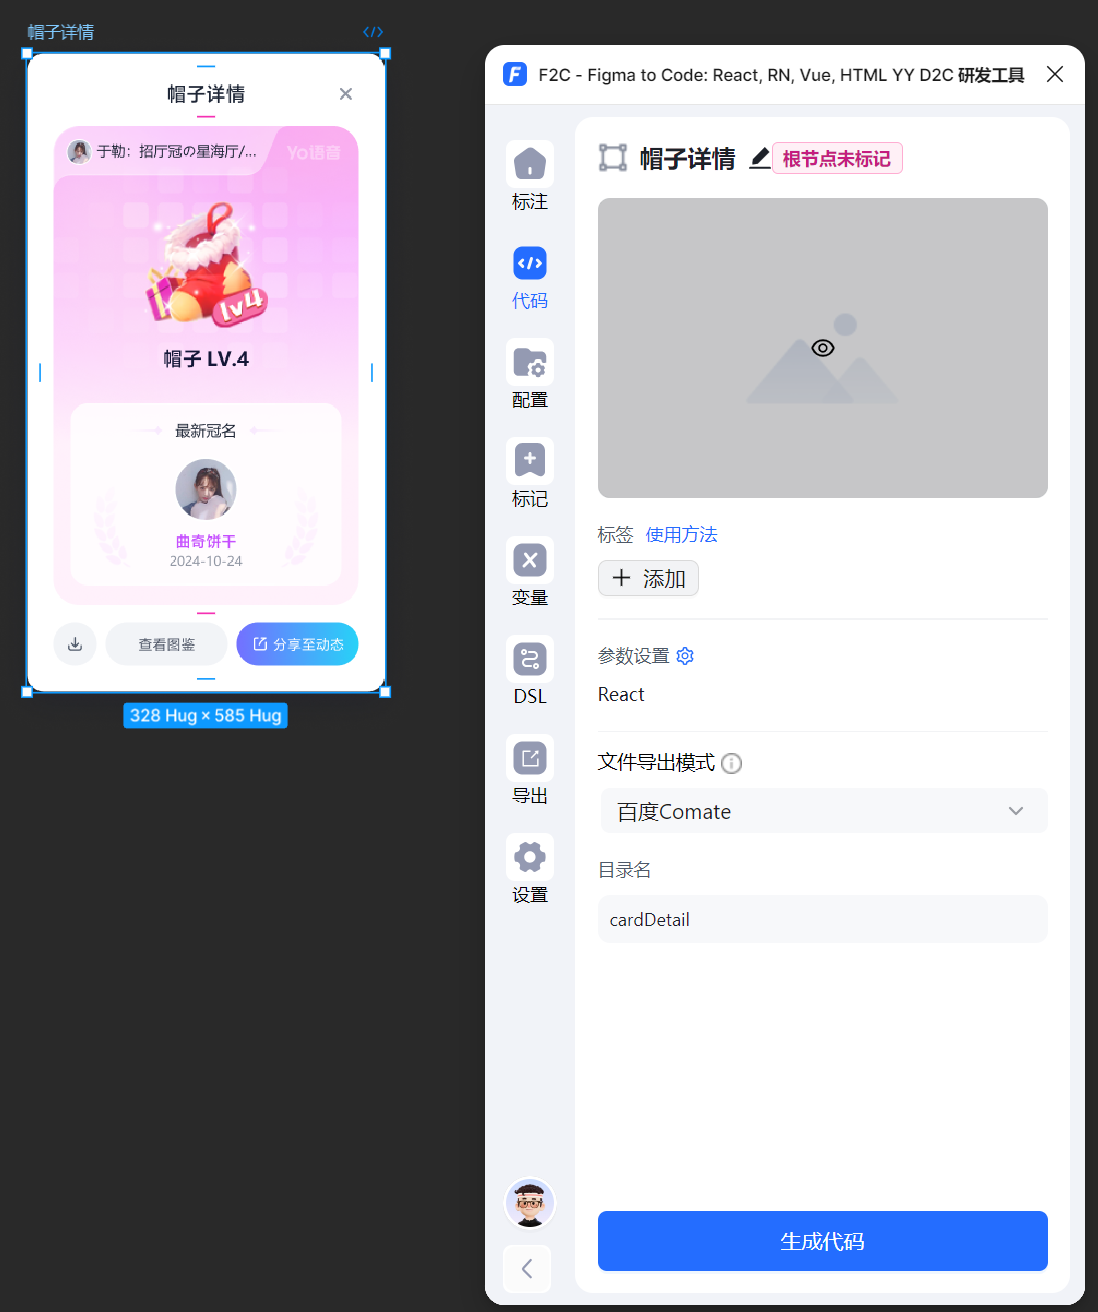 帽子详情
帽子详情
于勒：招厅冠の星海厅/...
Yo语音
lv4
帽子 LV.4
最新冠名
曲奇饼干
2024-10-24
查看图鉴
分享至动态
328 Hug × 585 Hug
F2C - Figma to Code: React, RN, Vue, HTML YY D2C 研发工具
标注
代码
配置
标记
变量
DSL
导出
设置
帽子详情
根节点未标记
标签 使用方法
添加
参数设置
React
文件导出模式
百度Comate
目录名
cardDetail
生成代码